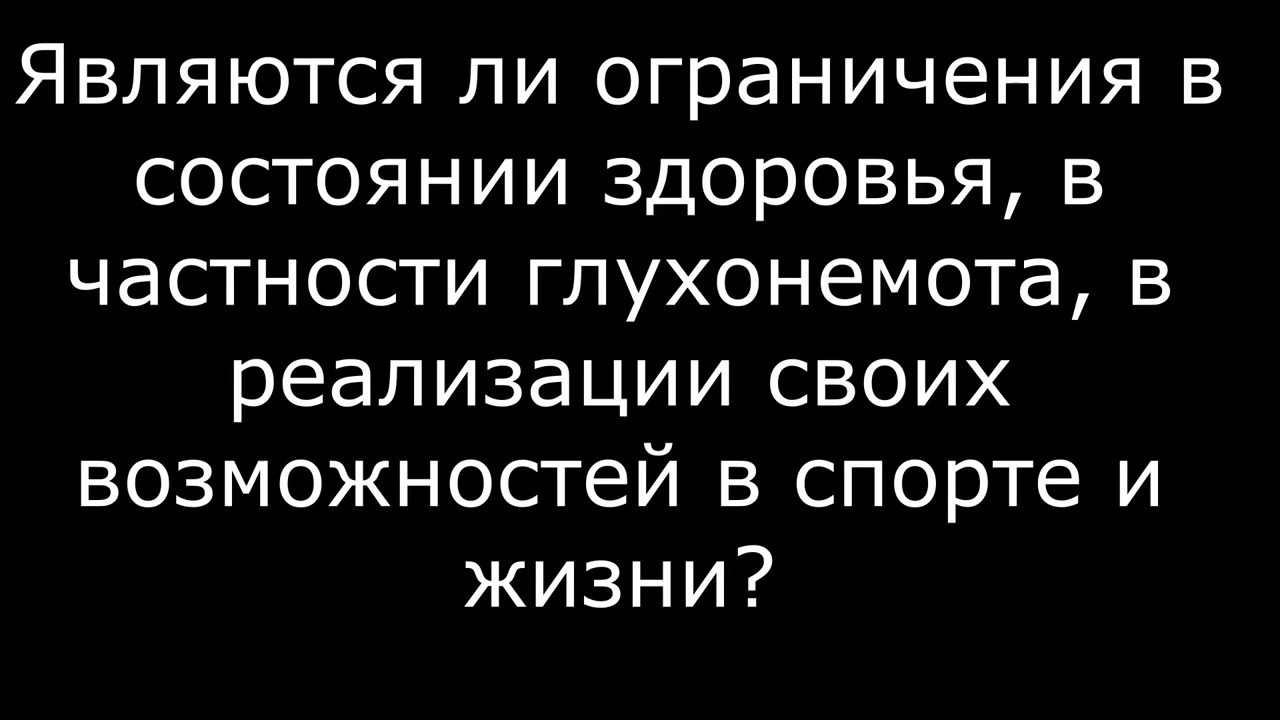 Являются ли ограничения в
состоянии здоровья, в
частности глухонемота, в
реализации своих
возможностей в спорте и
жизни?